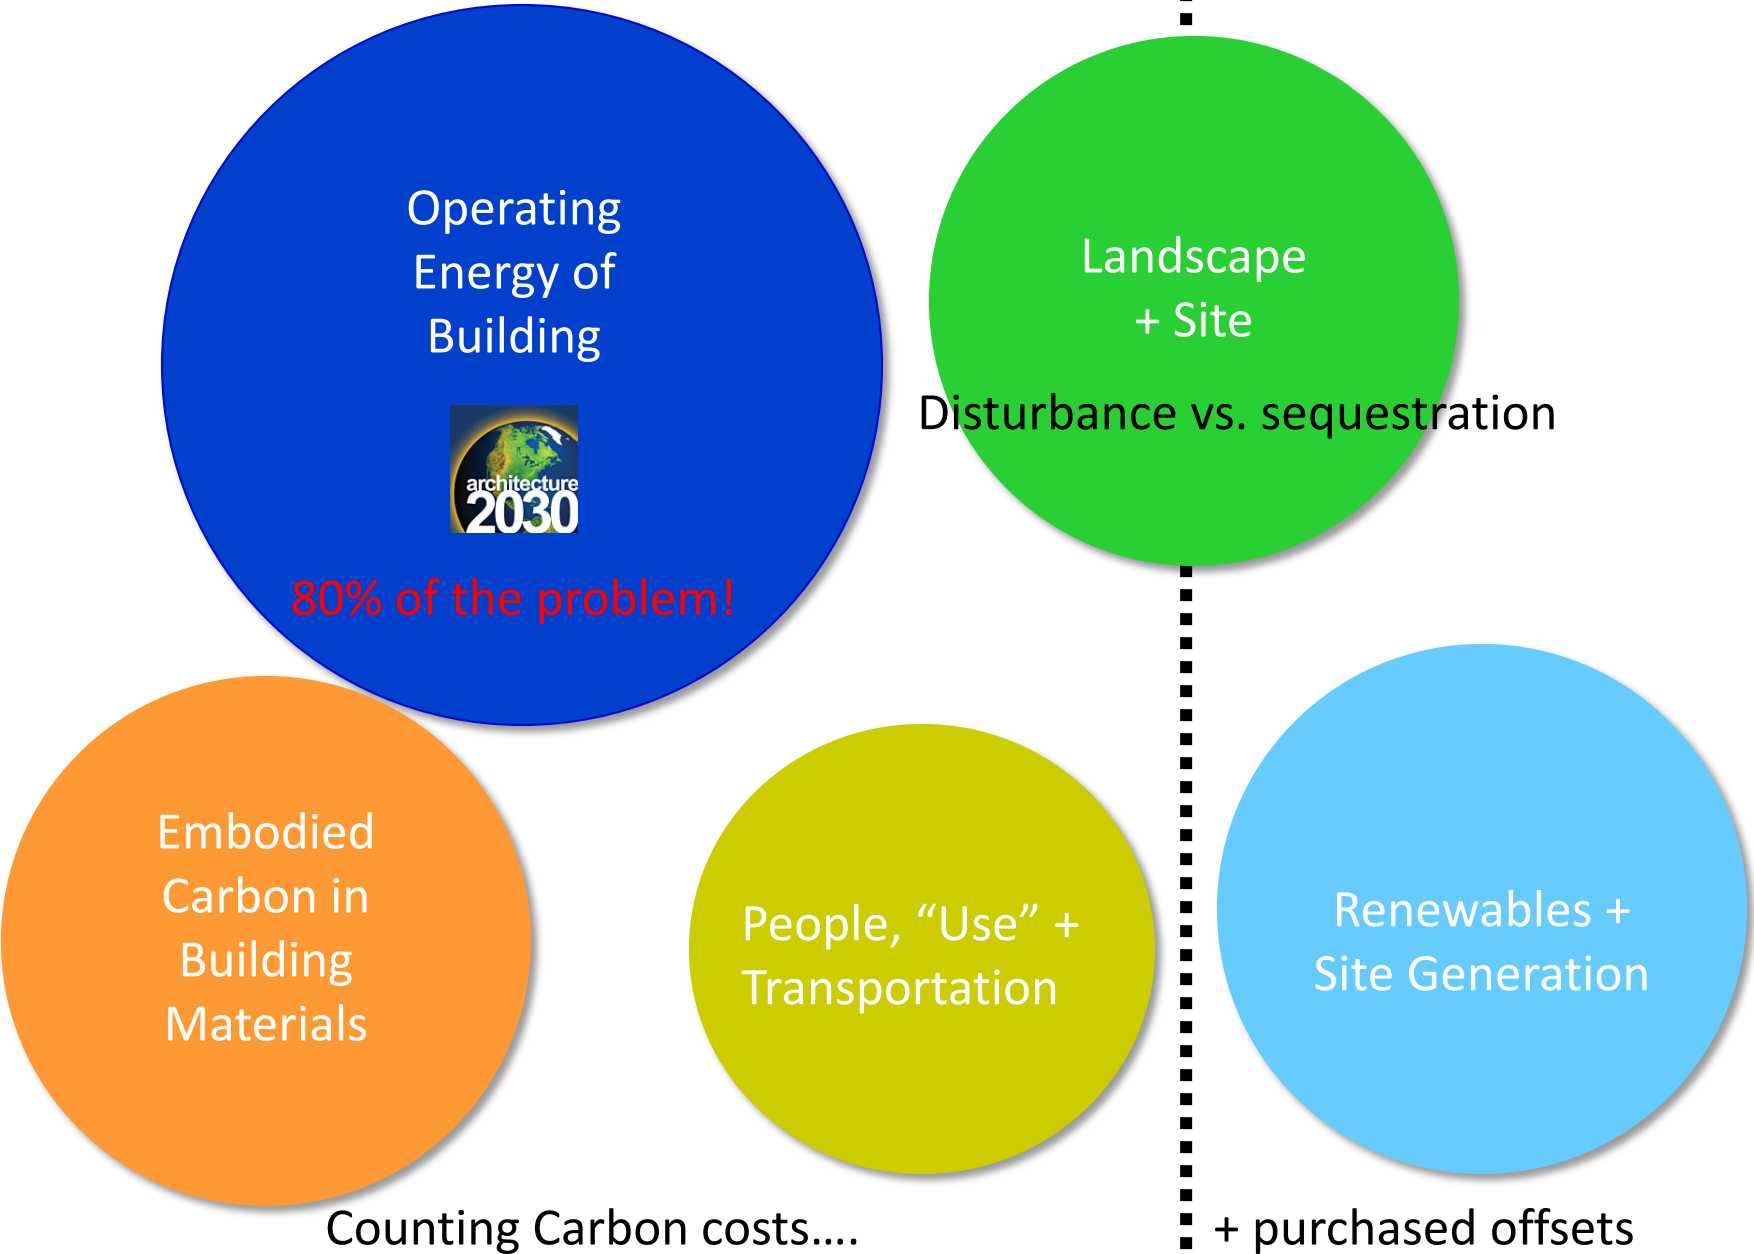 Operating
Energy of
Building
architecture
2030
80% of the problem!
Landscape
+ Site
Disturbance vs. sequestration
Embodied
Carbon in
Building
Materials
People, “Use” +
Transportation
Renewables +
Site Generation
Counting Carbon costs....
+ purchased offsets